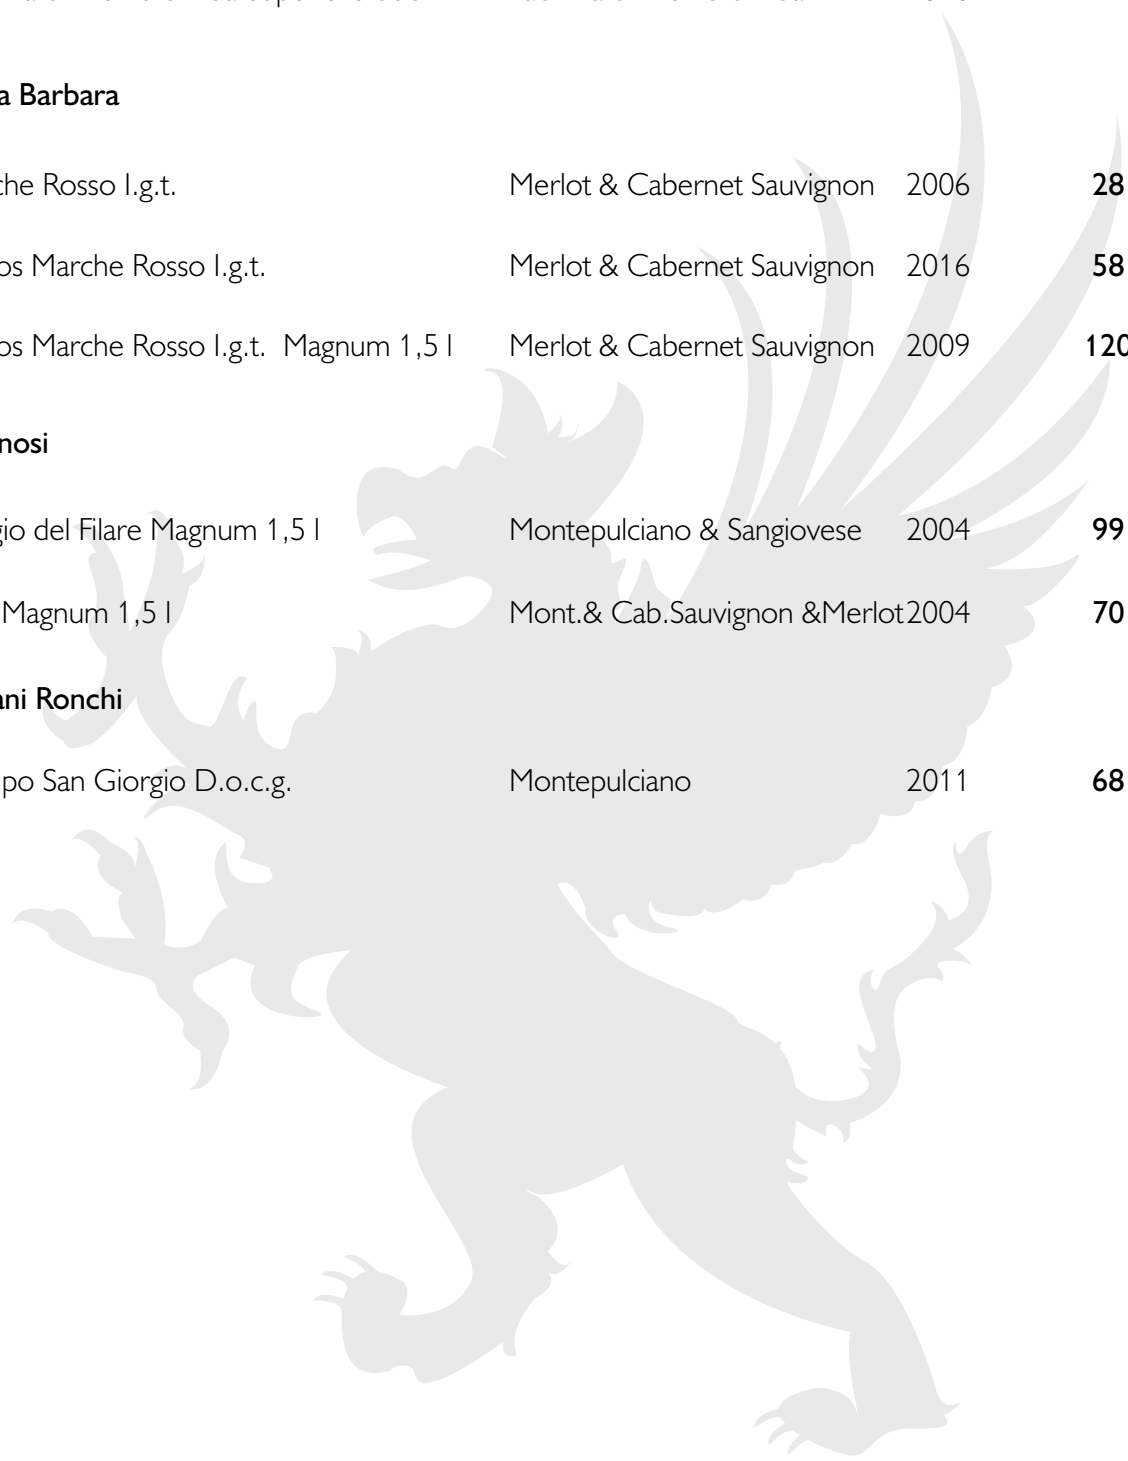 a Barbara
che Rosso I.g.t. Merlot & Cabernet Sauvignon 2006 28
os Marche Rosso I.g.t. Merlot & Cabernet Sauvignon 2016 58
os Marche Rosso I.g.t. Magnum 1,5 l Merlot & Cabernet Sauvignon 2009 120
nosi
gio del Filare Magnum 1,5 l Montepulciano & Sangiovese 2004 99
Magnum 1,5 l Mont.& Cab.Sauvignon &Merlot2004 70
ani Ronchi
po San Giorgio D.o.c.g. Montepulciano 2011 68